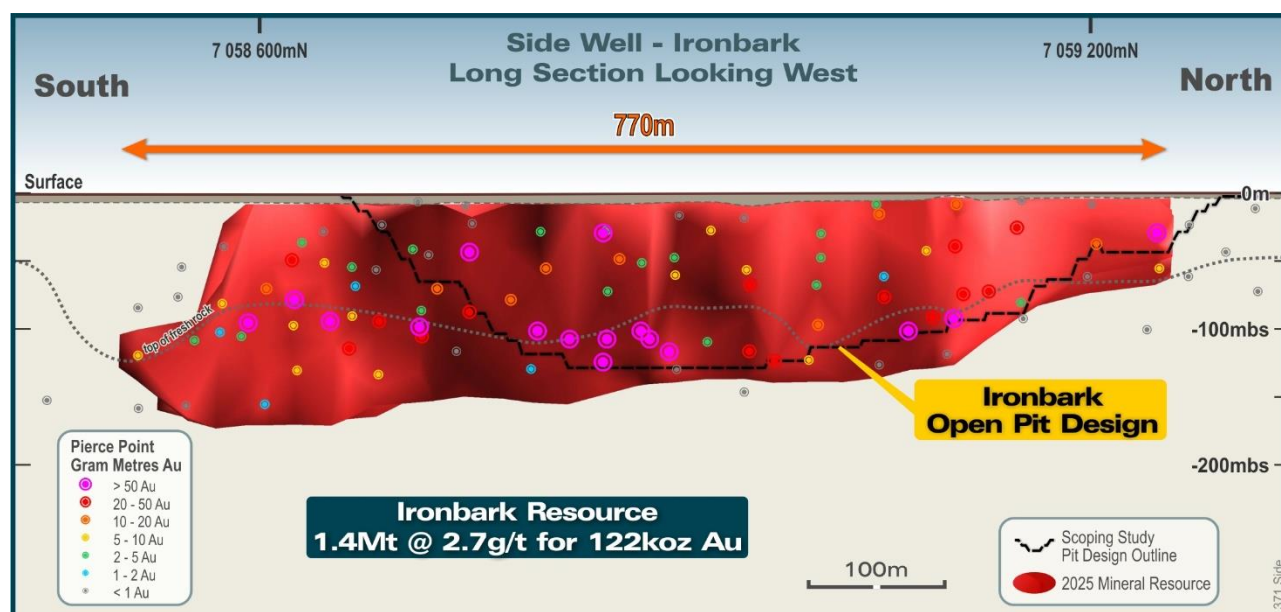 7 058 600mN
Side Well - Ironbark
Long Section Looking West
7 059 200mN
South
North
770m
Surface
0m
top of fresh rock
-100mbs
Ironbark
Open Pit Design
-200mbs
Pierce Point
Gram Metres Au
> 50 Au
20 - 50 Au
10 - 20 Au
5 - 10 Au
2 - 5 Au
1 - 2 Au
< 1 Au
Ironbark Resource
1.4Mt @ 2.7g/t for 122koz Au
100m
Scoping Study
Pit Design Outline
2025 Mineral Resource
371 Side